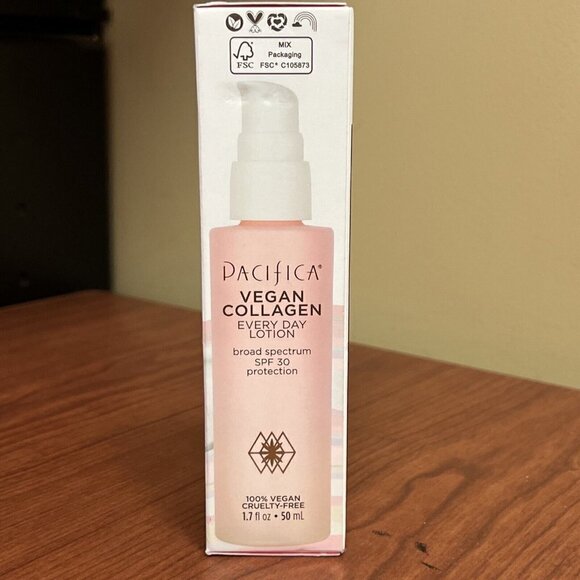 MIX
Packaging
FSC
FSC® C105873
PACIFICA®
VEGAN
COLLAGEN
EVERY DAY
LOTION
broad spectrum
SPF 30
protection
100% VEGAN
CRUELTY-FREE
1.7 fl oz • 50 mL